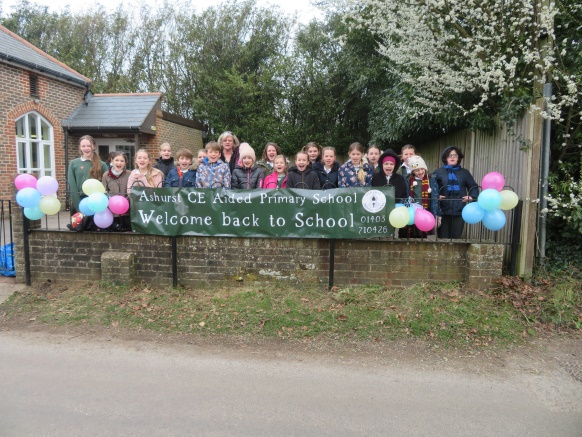 Ashurst CE Aided Primary School
Welcome back to School
01403
710426